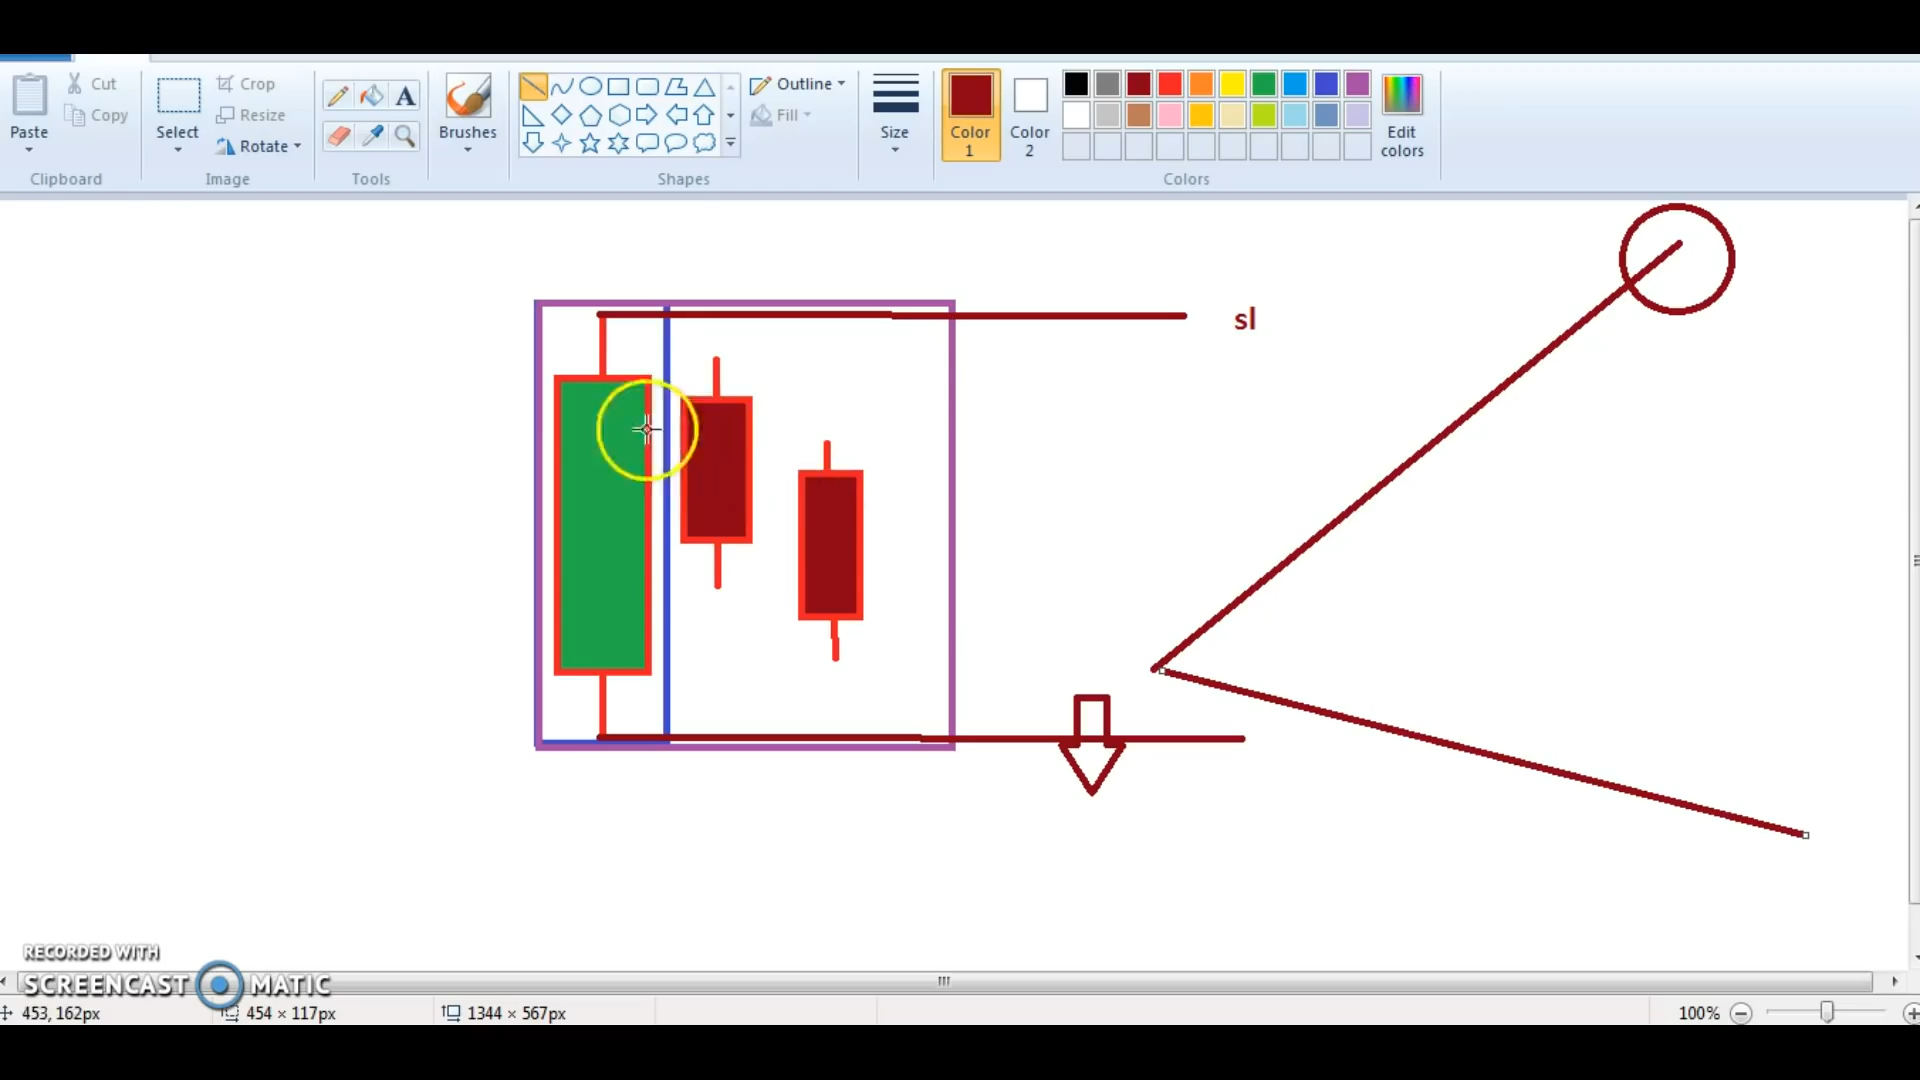 Cut
Copy
Paste
Clipboard
Select
Crop
Resize
Rotate
Image
A
Tools
Brushes
Shapes
Outline
Fill
Size
Color
1
Color
2
Edit
colors
Colors
sl
RECORDED WITH
SCREENCAST MATIC
453, 162px
454 × 117px
1344 × 567px
100%